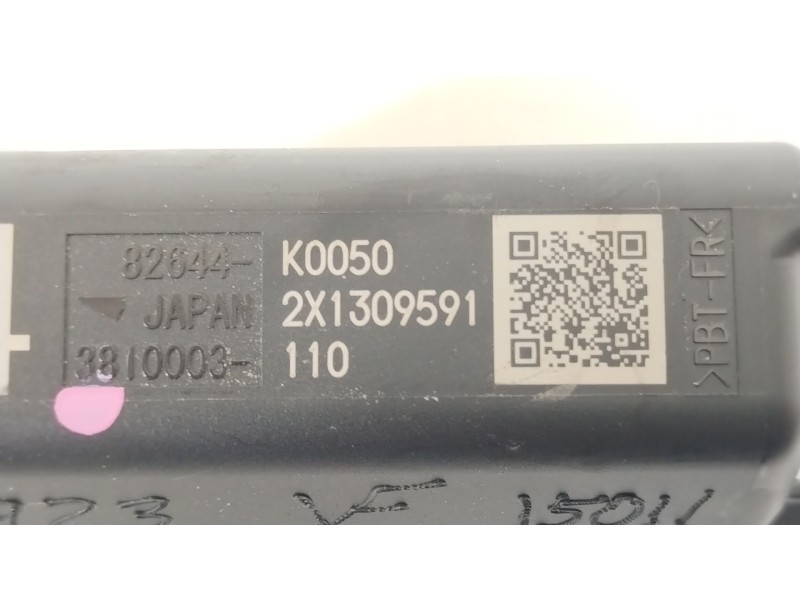 82644- K0050
JAPAN 2X1309591
3810003- 110
>PBT-FR<